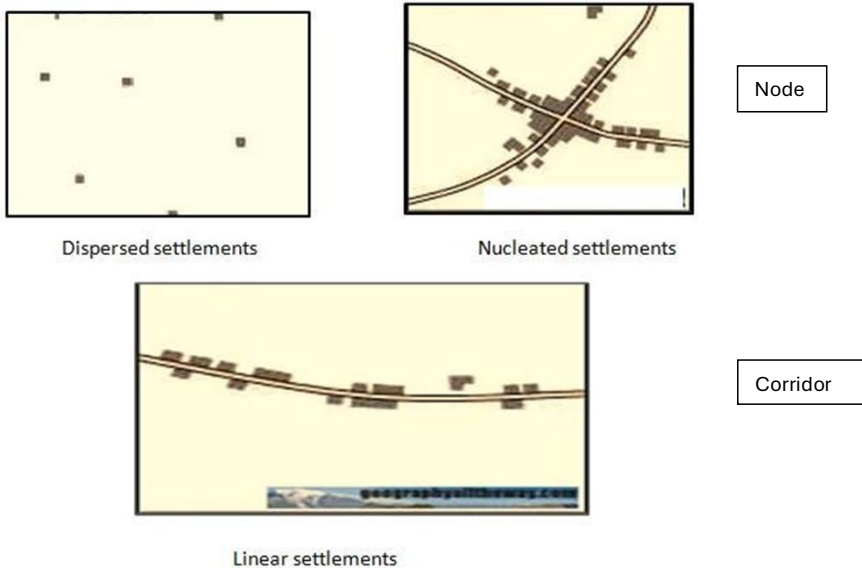 Node
Dispersed settlements
Nucleated settlements
Corridor
geographyalltheway.com
Linear settlements